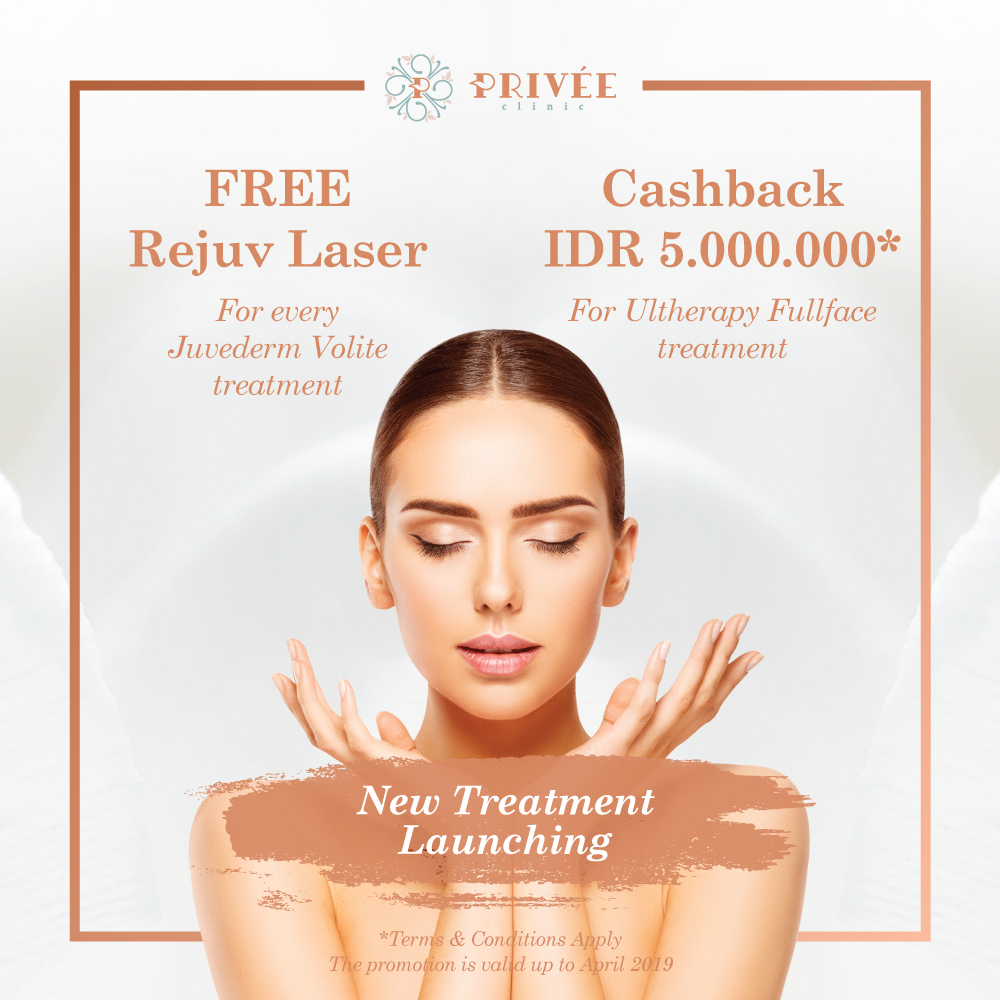 PRIVÉE
clinic
FREE
Rejuv Laser
For every
Juvederm Volite
treatment
Cashback
IDR 5.000.000*
For Ultherapy Fullface
treatment
New Treatment
Launching
*Terms & Conditions Apply
The promotion is valid up to April 2019